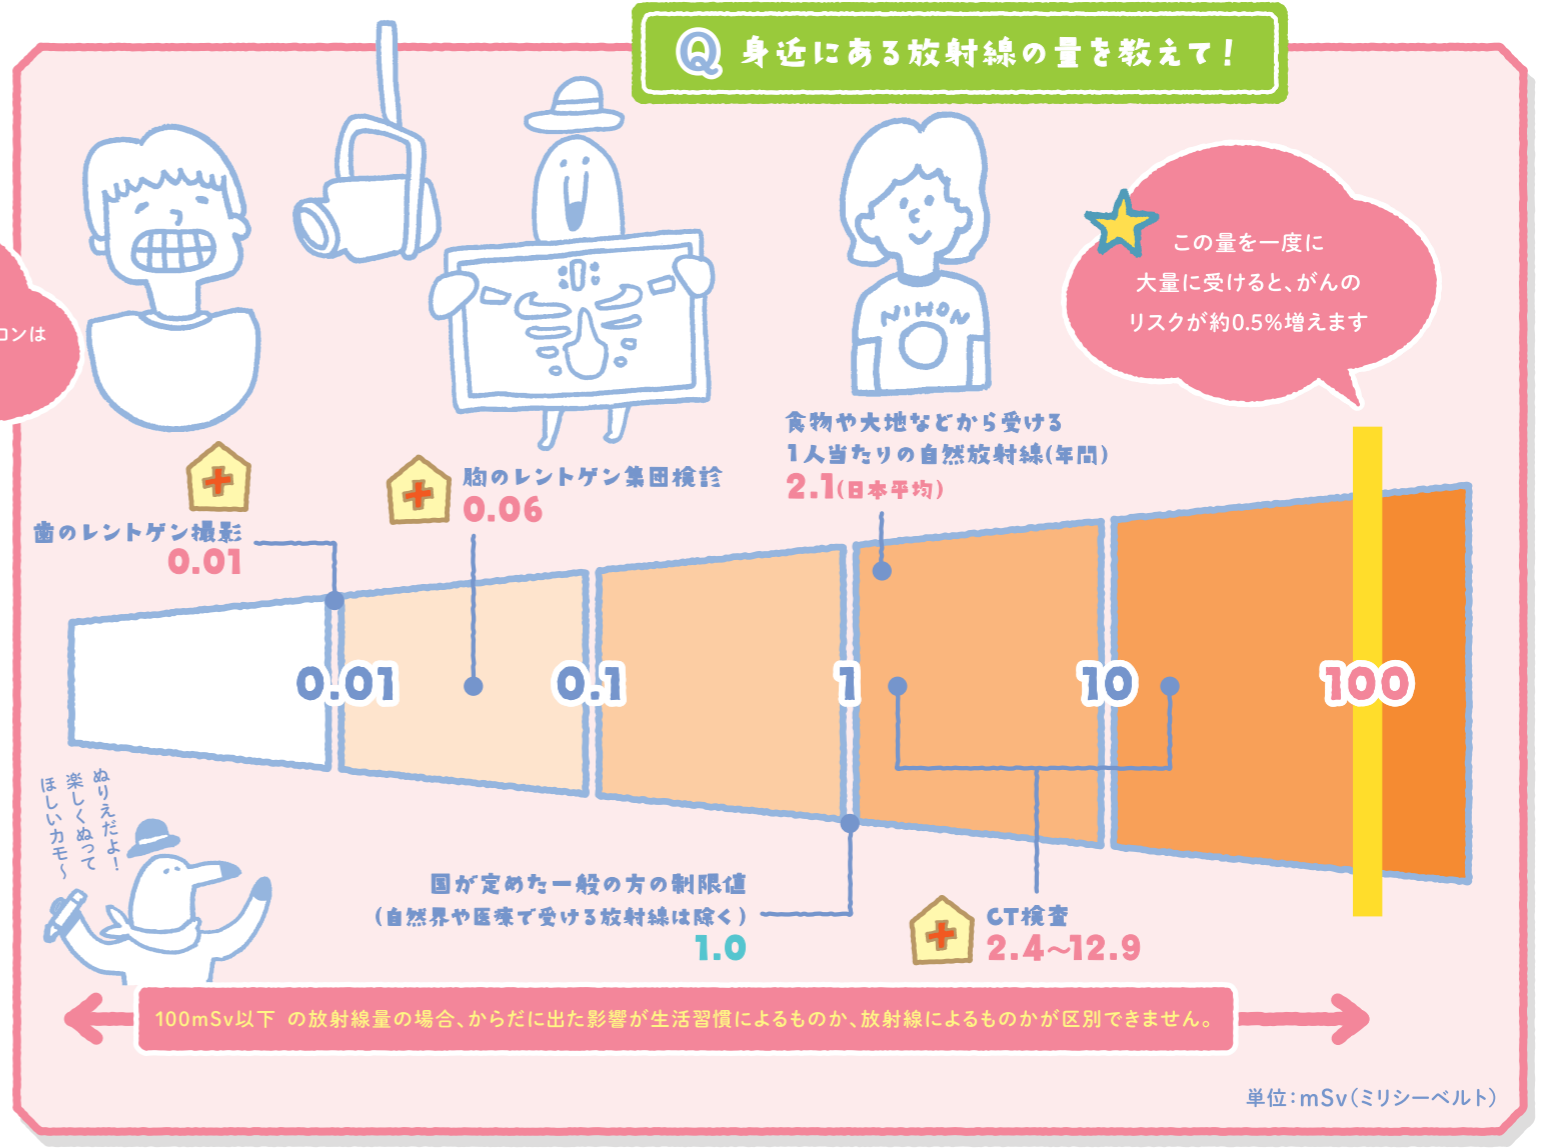 Q 身近にある放射線の量を教えて!
この量を一度に
大量に受けると、がんの
リスクが約0.5%増えます
コンは
NIHON
歯のレントゲン撮影
0.01
胸のレントゲン集団検診
0.06
食物や大地などから受ける
1人当たりの自然放射線(年間)
2.1(日本平均)
0.01
0.1
1
10
100
ぬりえだよ!
楽しくぬって
ほしいカモ~
国が定めた一般の方の制限値
(自然界や医療で受ける放射線は除く)
1.0
CT検査
2.4~12.9
100mSv以下 の放射線量の場合、からだに出た影響が生活習慣によるものか、放射線によるものかが区別できません。
単位:mSv(ミリシーベルト)